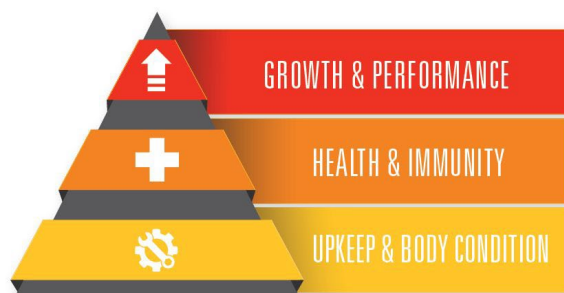 GROWTH & PERFORMANCE
HEALTH & IMMUNITY
UPKEEP & BODY CONDITION